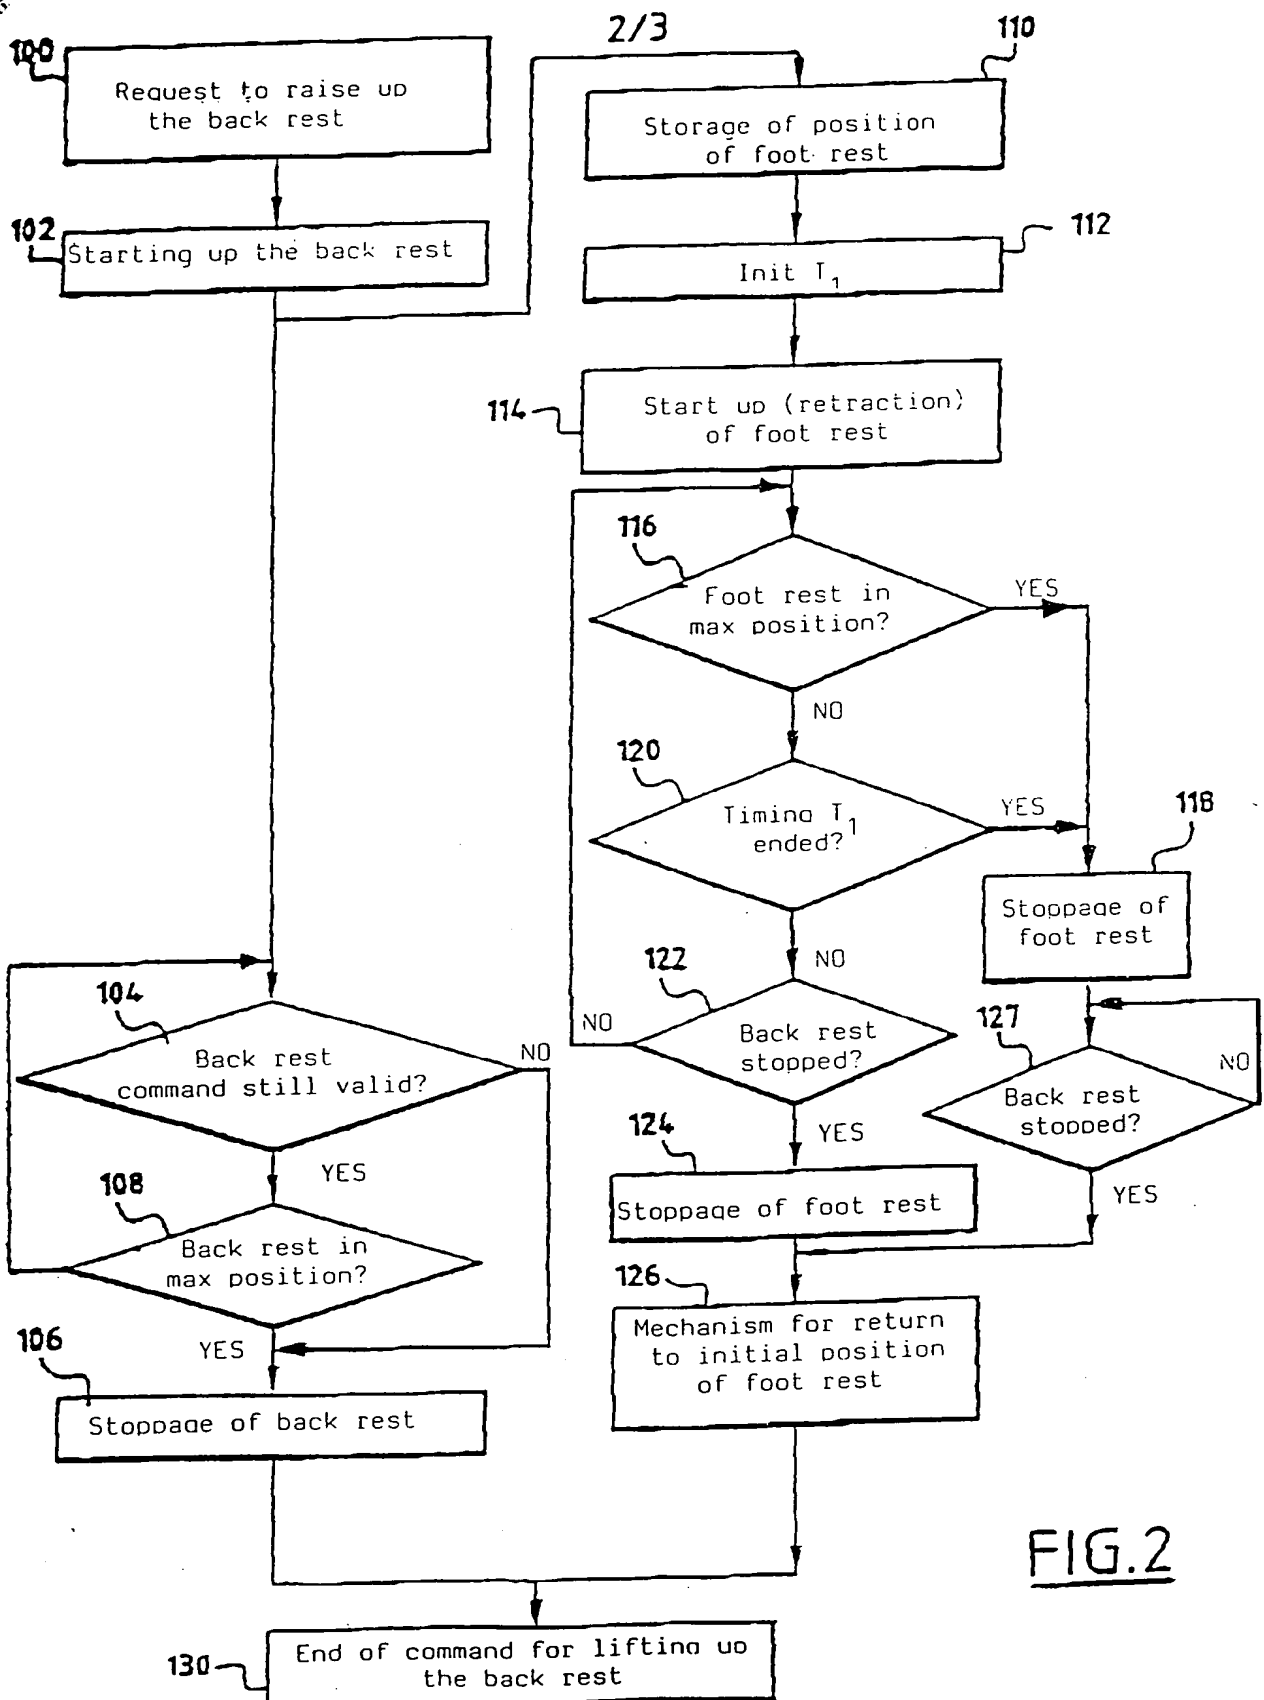 2/3
100
Request to raise up
the back rest
102
Starting up the back rest
110
Storage of position
of foot rest
112
Init T1
114
Start up (retraction)
of foot rest
116
Foot rest in
max position?
YES
NO
120
Timing T1
ended?
YES
NO
118
Stoppage of
foot rest
122
Back rest
stopped?
NO
YES
127
Back rest
stopped?
NO
YES
124
Stoppage of foot rest
126
Mechanism for return
to initial position
of foot rest
104
Back rest
command still valid?
NO
YES
108
Back rest in
max position?
YES
106
Stoppage of back rest
130
End of command for lifting up
the back rest
FIG.2